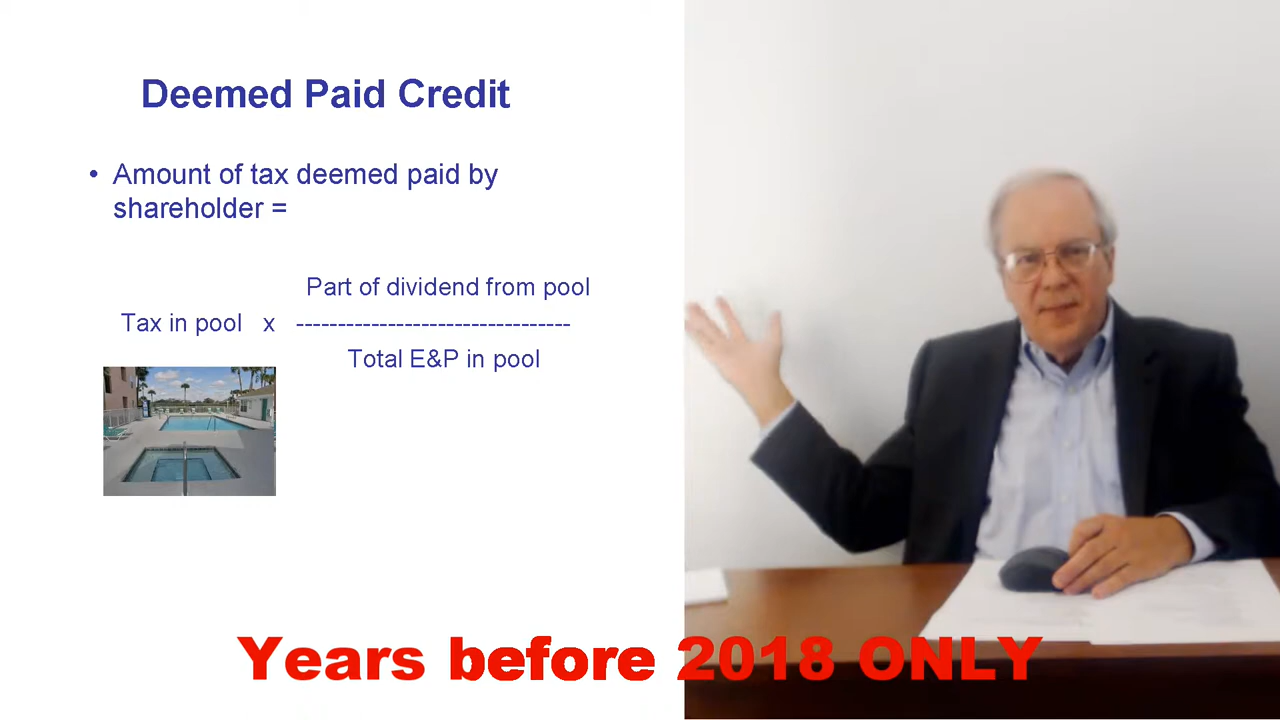 Deemed Paid Credit
• Amount of tax deemed paid by
shareholder =
Part of dividend from pool
Tax in pool x ---------------------------------
Total E&P in pool
Years before 2018 ONLY